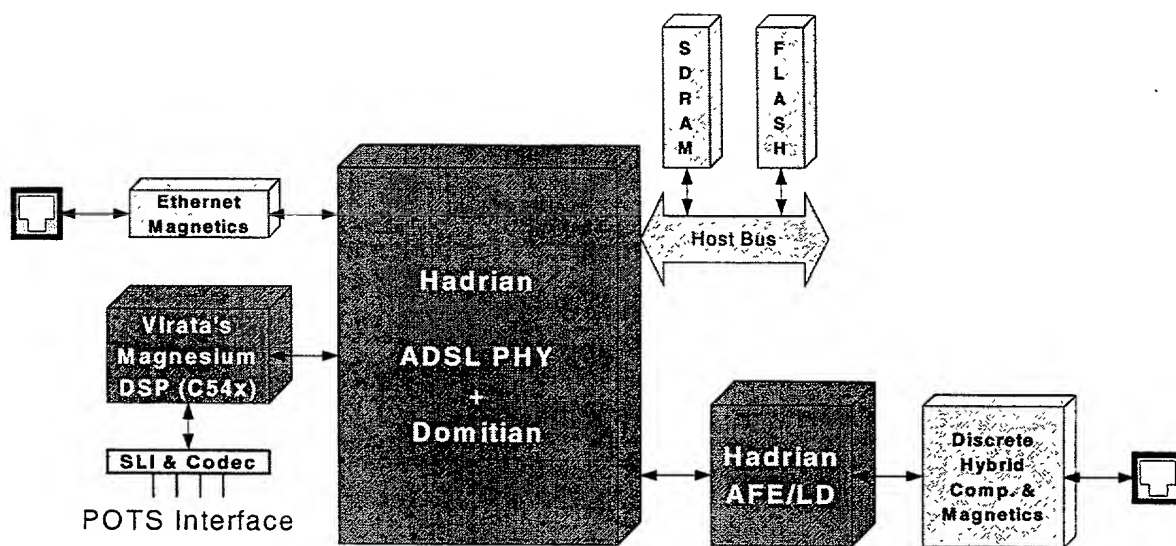 S
D
R
A
M
F
L
A
S
H
Ethernet
Magnetics
Host Bus
Hadrian
ADSL PHY
+
Domitian
Virata's
Magnesium
DSP (C54x)
SLI & Codec
POTS Interface
Hadrian
AFE/LD
Discrete
Hybrid
Comp. &
Magnetics